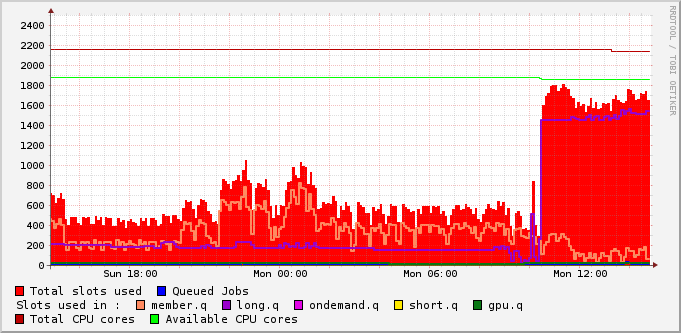 2400
2200
2000
1800
1600
1400
1200
1000
800
600
400
200
0
Sun 18:00 Mon 00:00 Mon 06:00 Mon 12:00
RRDTOOL / TOBI OETIKER
Total slots used Queued Jobs
Slots used in : member.q long.q ondemand.q short.q gpu.q
Total CPU cores Available CPU cores